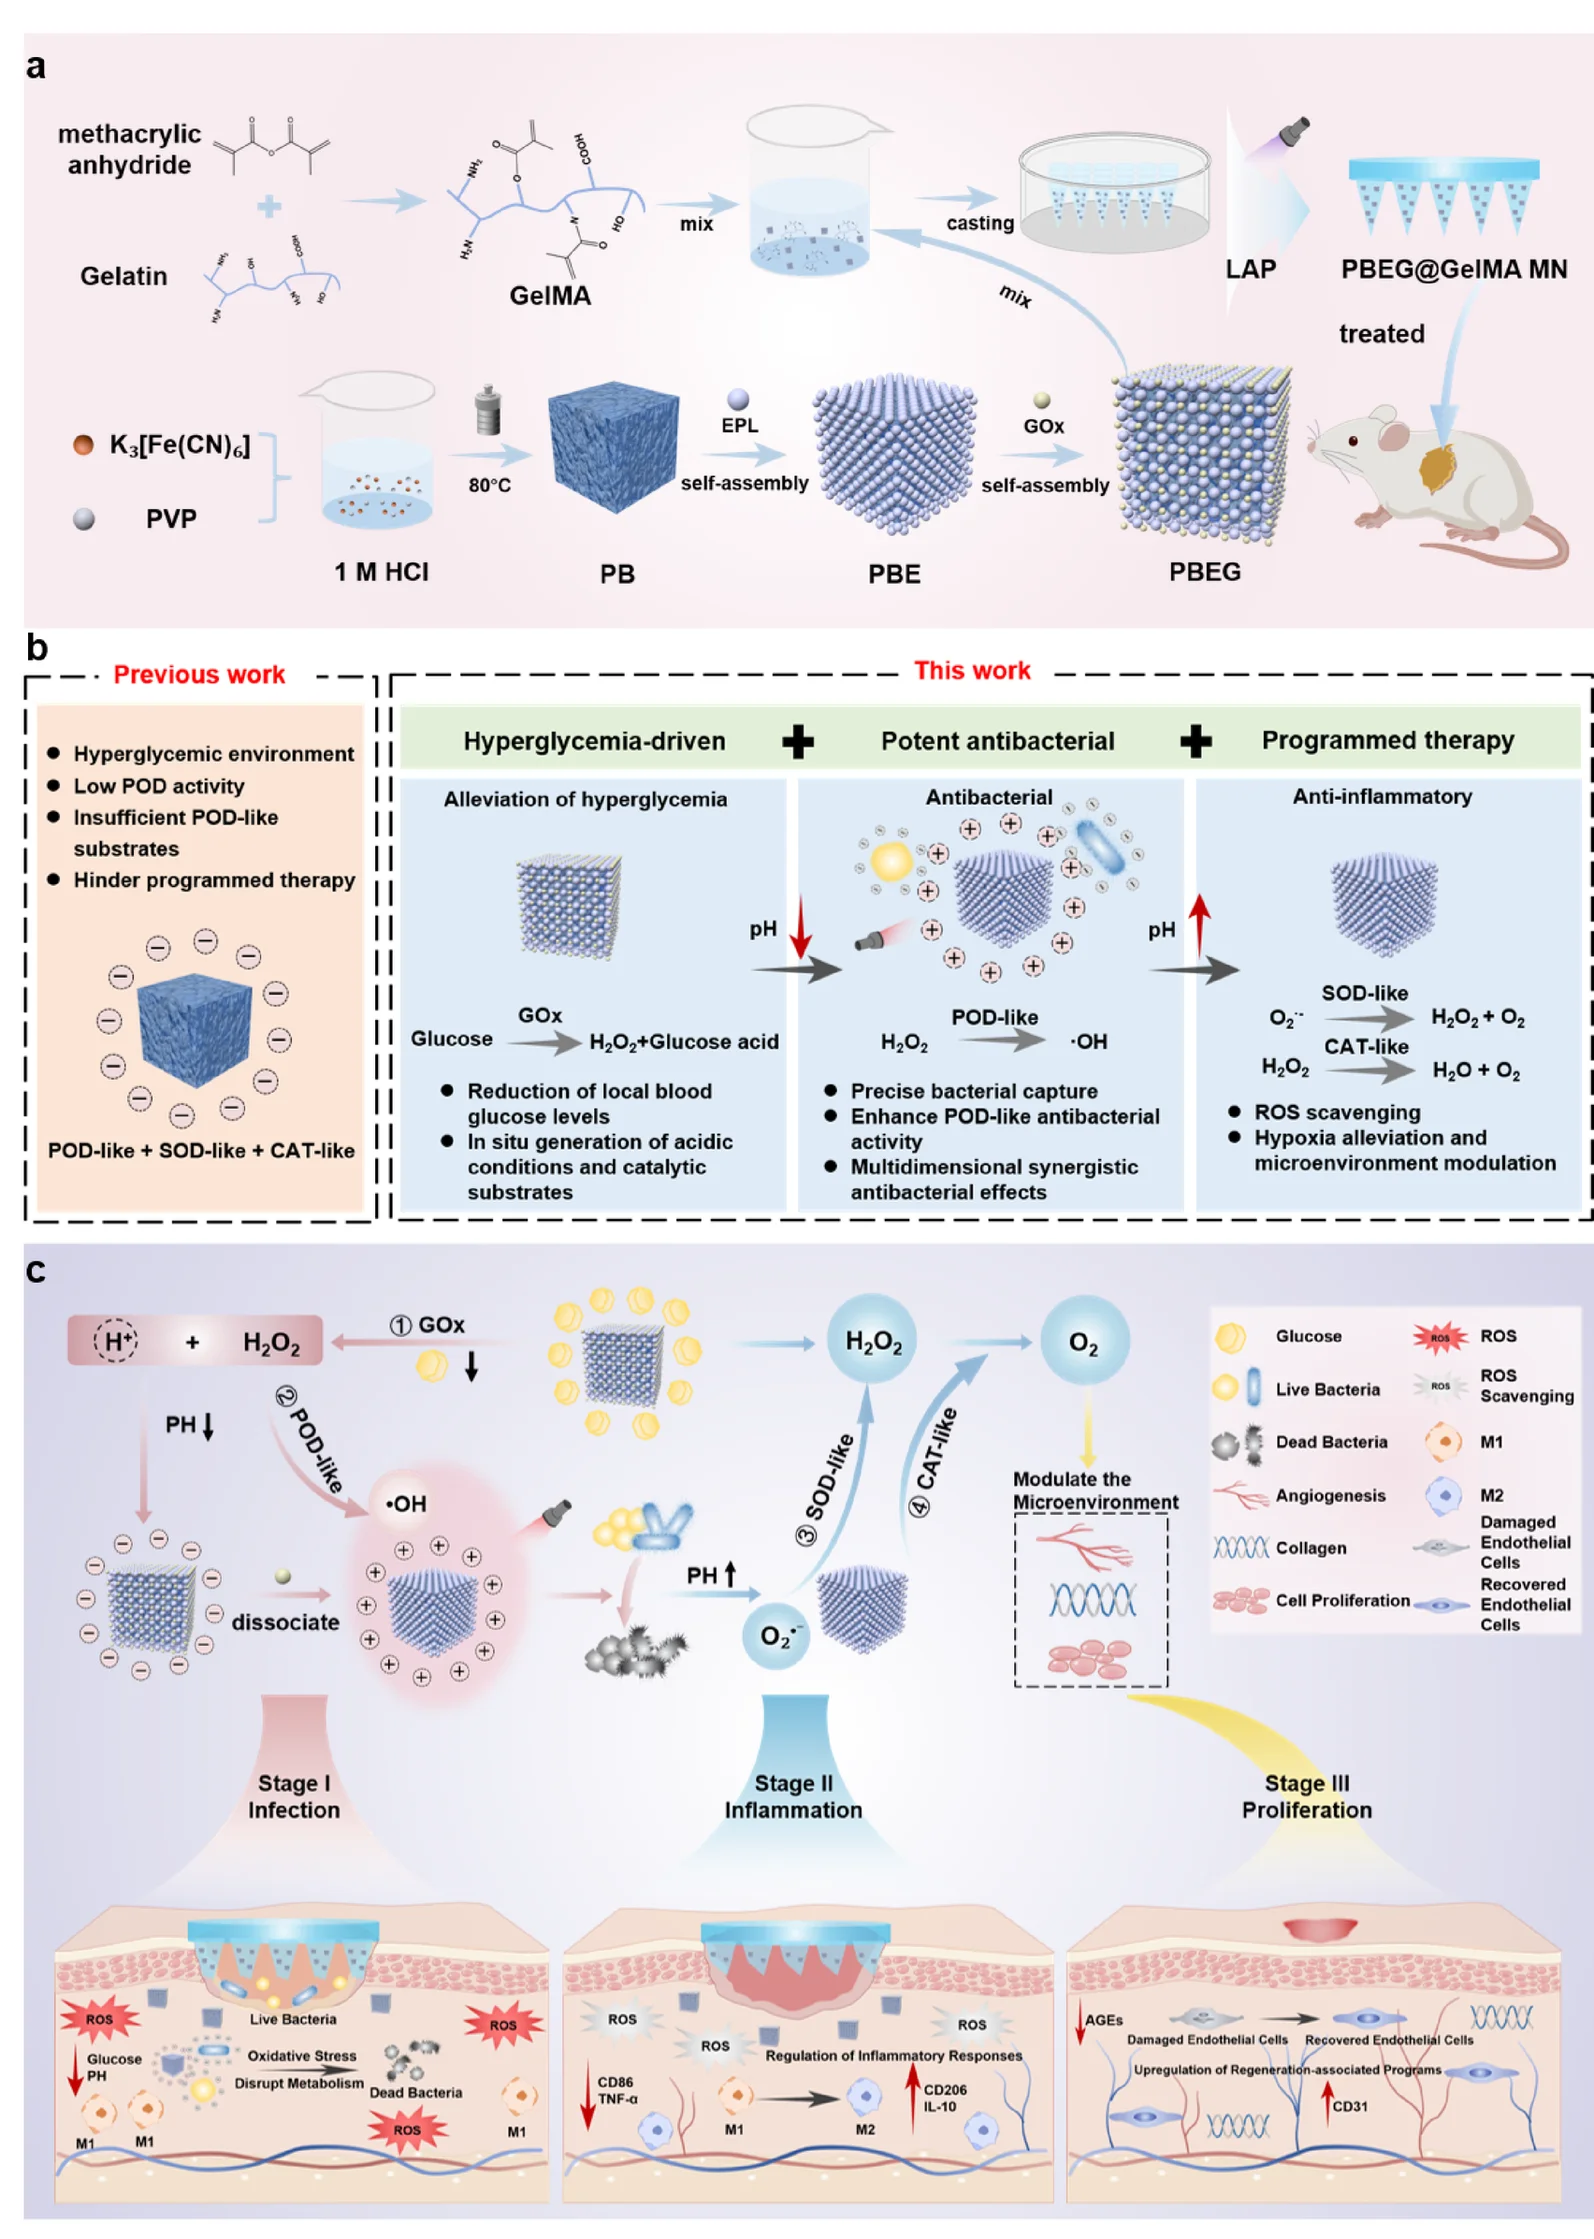 a
methacrylic
anhydride
Gelatin
GelMA
mix
casting
mix
LAP
PBEG@GelMA MN
treated
K₃[Fe(CN)₆]
PVP
1 M HCl
80°C
PB
EPL
self-assembly
PBE
GOx
self-assembly
PBEG
b
Previous work
Hyperglycemic environment
Low POD activity
Insufficient POD-like
substrates
Hinder programmed therapy
POD-like + SOD-like + CAT-like
This work
Hyperglycemia-driven
Potent antibacterial
Programmed therapy
Alleviation of hyperglycemia
GOx
Glucose
H₂O₂+Glucose acid
Reduction of local blood
glucose levels
In situ generation of acidic
conditions and catalytic
substrates
pH
Antibacterial
POD-like
H₂O₂
·OH
Precise bacterial capture
Enhance POD-like antibacterial
activity
Multidimensional synergistic
antibacterial effects
pH
Anti-inflammatory
SOD-like
O₂·⁻
H₂O₂ + O₂
CAT-like
H₂O₂
H₂O + O₂
ROS scavenging
Hypoxia alleviation and
microenvironment modulation
c
H⁺ + H₂O₂
① GOx
H₂O₂
O₂
PH
② POD-like
•OH
dissociate
PH
③ SOD-like
④ CAT-like
O₂•⁻
Modulate the
Microenvironment
Glucose
ROS
ROS
Live Bacteria
ROS
ROS
Scavenging
Dead Bacteria
M1
Angiogenesis
M2
Collagen
Damaged
Endothelial
Cells
Cell Proliferation
Recovered
Endothelial
Cells
Stage I
Infection
Stage II
Inflammation
Stage III
Proliferation
ROS
Live Bacteria
ROS
Glucose
PH
Oxidative Stress
Disrupt Metabolism
Dead Bacteria
ROS
M1
M1
M1
ROS
ROS
ROS
Regulation of Inflammatory Responses
CD86
TNF-α
M1
M2
CD206
IL-10
AGEs
Damaged Endothelial Cells
Recovered Endothelial Cells
Upregulation of Regeneration-associated Programs
CD31